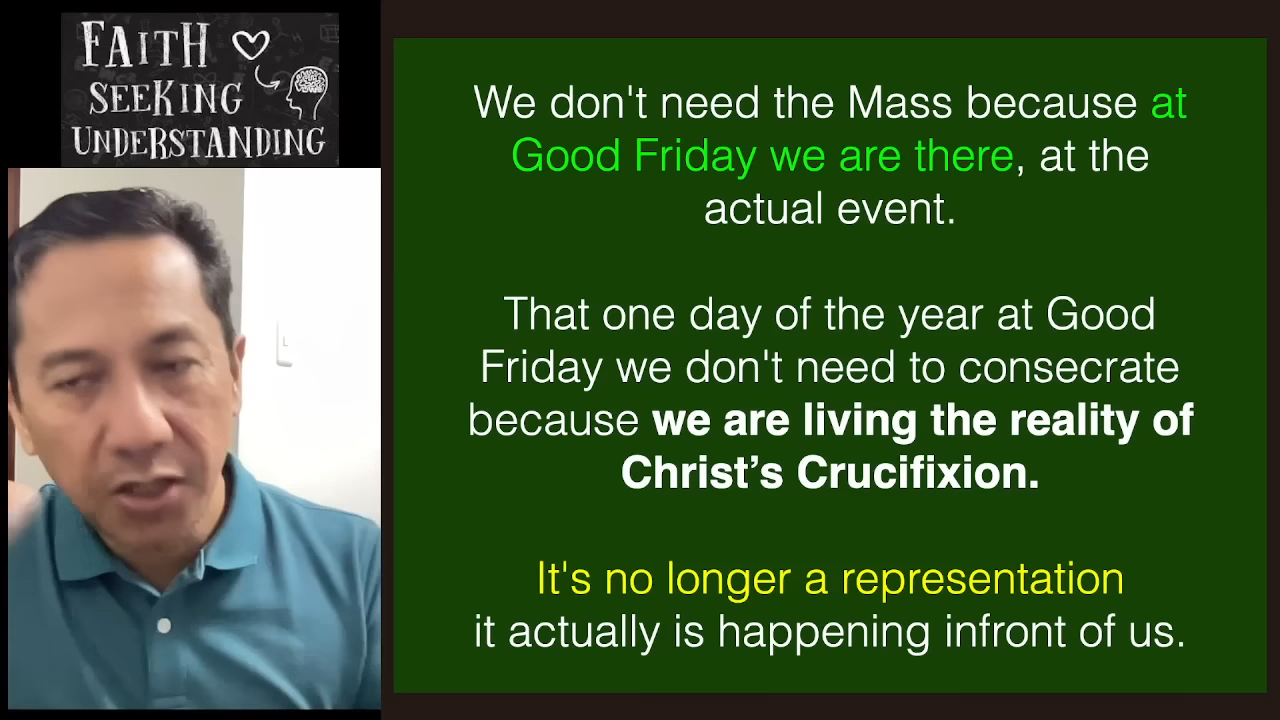 FAITH
SEEKING
UNDERSTANDING
We don't need the Mass because at
Good Friday we are there, at the
actual event.
That one day of the year at Good
Friday we don't need to consecrate
because we are living the reality of
Christ’s Crucifixion.
It's no longer a representation
it actually is happening infront of us.